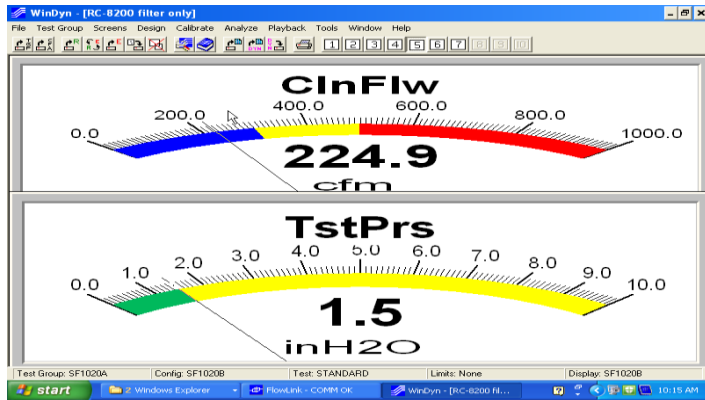 WinDyn - [RC-8200 filter only]
File Test Group Screens Design Calibrate Analyze Playback Tools Window Help
1 2 3 4 5 6 7 8 9 10
ClnFlw
0.0 200.0 400.0 600.0 800.0 1000.0
224.9
cfm
TstPrs
0.0 1.0 2.0 3.0 4.0 5.0 6.0 7.0 8.0 9.0 10.0
1.5
inH2O
Test Group: SF1020A Config: SF1020B Test: STANDARD Limits: None Display: SF1020B
start 2 Windows Explorer FlowLink - COMM OK WinDyn - [RC-8200 fil... 10:15 AM